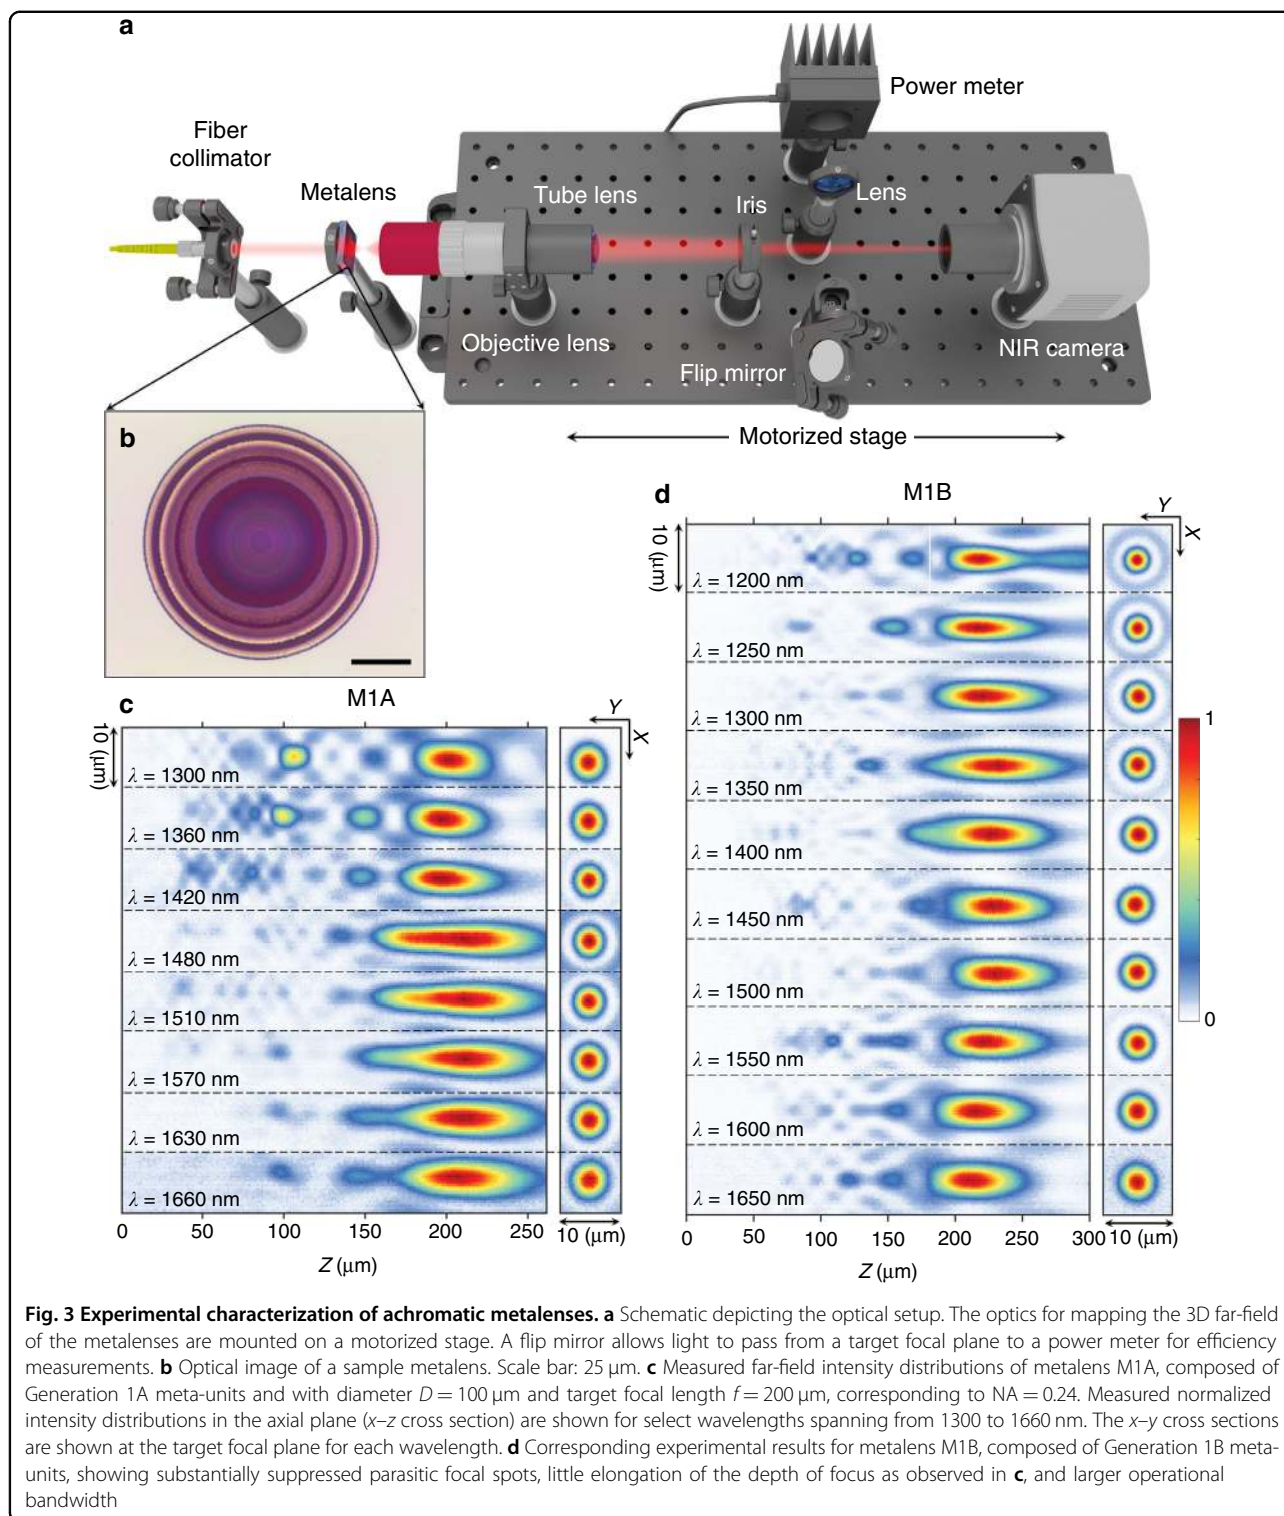 a
Power meter
Fiber
collimator
Metalens
Tube lens
Iris
Lens
Objective lens
Flip mirror
NIR camera
Motorized stage
b
d
M1B
Y
X
10 (μm)
λ = 1200 nm
λ = 1250 nm
λ = 1300 nm
λ = 1350 nm
λ = 1400 nm
λ = 1450 nm
λ = 1500 nm
λ = 1550 nm
λ = 1600 nm
λ = 1650 nm
0 50 100 150 200 250 300
10 (μm)
Z (μm)
1
0
c
M1A
Y
X
10 (μm)
λ = 1300 nm
λ = 1360 nm
λ = 1420 nm
λ = 1480 nm
λ = 1510 nm
λ = 1570 nm
λ = 1630 nm
λ = 1660 nm
0 50 100 150 200 250
10 (μm)
Z (μm)
Fig. 3 Experimental characterization of achromatic metalenses. a Schematic depicting the optical setup. The optics for mapping the 3D far-field
of the metalenses are mounted on a motorized stage. A flip mirror allows light to pass from a target focal plane to a power meter for efficiency
measurements. b Optical image of a sample metalens. Scale bar: 25 μm. c Measured far-field intensity distributions of metalens M1A, composed of
Generation 1A meta-units and with diameter D = 100 μm and target focal length f = 200 μm, corresponding to NA = 0.24. Measured normalized
intensity distributions in the axial plane (x–z cross section) are shown for select wavelengths spanning from 1300 to 1660 nm. The x–y cross sections
are shown at the target focal plane for each wavelength. d Corresponding experimental results for metalens M1B, composed of Generation 1B meta-
units, showing substantially suppressed parasitic focal spots, little elongation of the depth of focus as observed in c, and larger operational
bandwidth